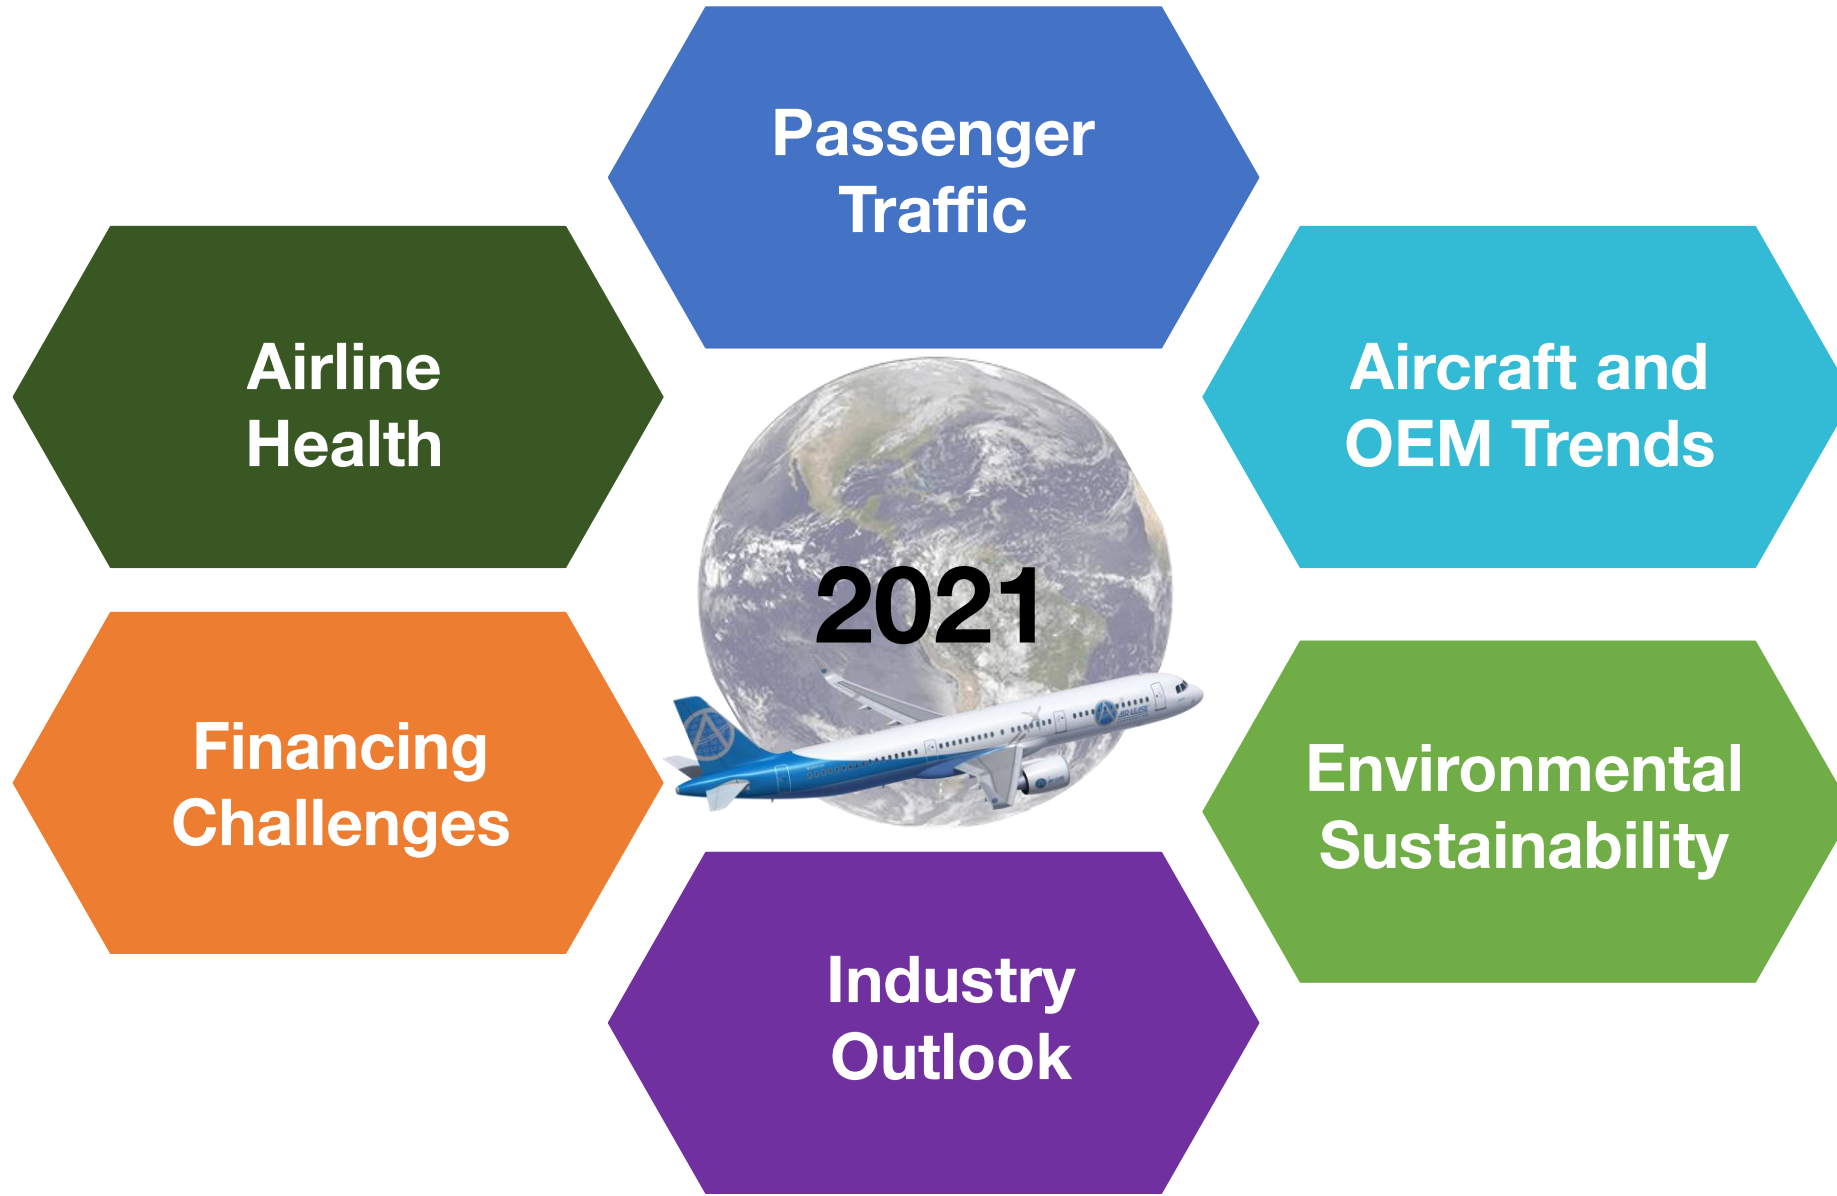 Passenger
Traffic
Airline
Health
Aircraft and
OEM Trends
2021
Financing
Challenges
Environmental
Sustainability
Industry
Outlook